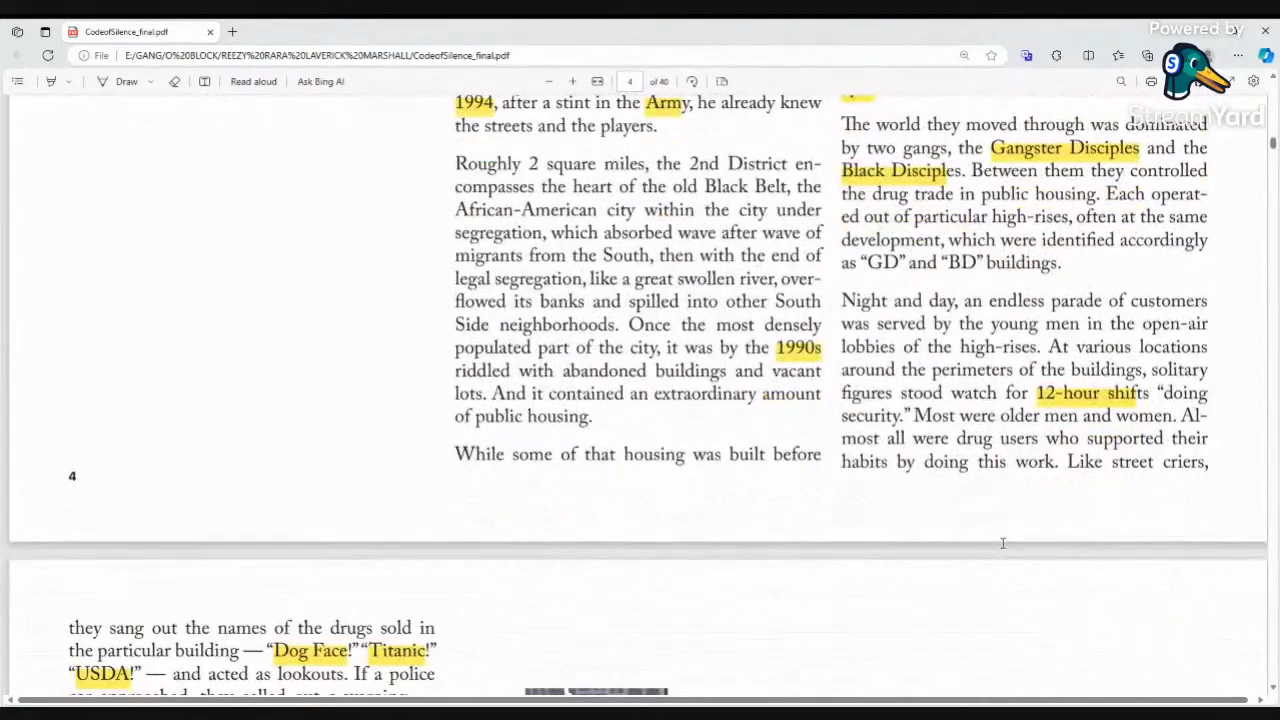 CodeofSilence_final.pdf
File
E:/GANG/O%20BLOCK/REEZY%20RARA%20LAVERICK%20MARSHALL/CodeofSilence_final.pdf
Draw
Read aloud
Ask Bing AI
4
of 40
Powered by
StreamYard
1994, after a stint in the Army, he already knew
the streets and the players.
Roughly 2 square miles, the 2nd District en-
compasses the heart of the old Black Belt, the
African-American city within the city under
segregation, which absorbed wave after wave of
migrants from the South, then with the end of
legal segregation, like a great swollen river, over-
flowed its banks and spilled into other South
Side neighborhoods. Once the most densely
populated part of the city, it was by the 1990s
riddled with abandoned buildings and vacant
lots. And it contained an extraordinary amount
of public housing.
While some of that housing was built before
4
The world they moved through was dominated
by two gangs, the Gangster Disciples and the
Black Disciples. Between them they controlled
the drug trade in public housing. Each operat-
ed out of particular high-rises, often at the same
development, which were identified accordingly
as “GD” and “BD” buildings.
Night and day, an endless parade of customers
was served by the young men in the open-air
lobbies of the high-rises. At various locations
around the perimeters of the buildings, solitary
figures stood watch for 12-hour shifts “doing
security.” Most were older men and women. Al-
most all were drug users who supported their
habits by doing this work. Like street criers,
they sang out the names of the drugs sold in
the particular building — “Dog Face!” “Titanic!”
“USDA!” — and acted as lookouts. If a police
car approached, they called out a warning